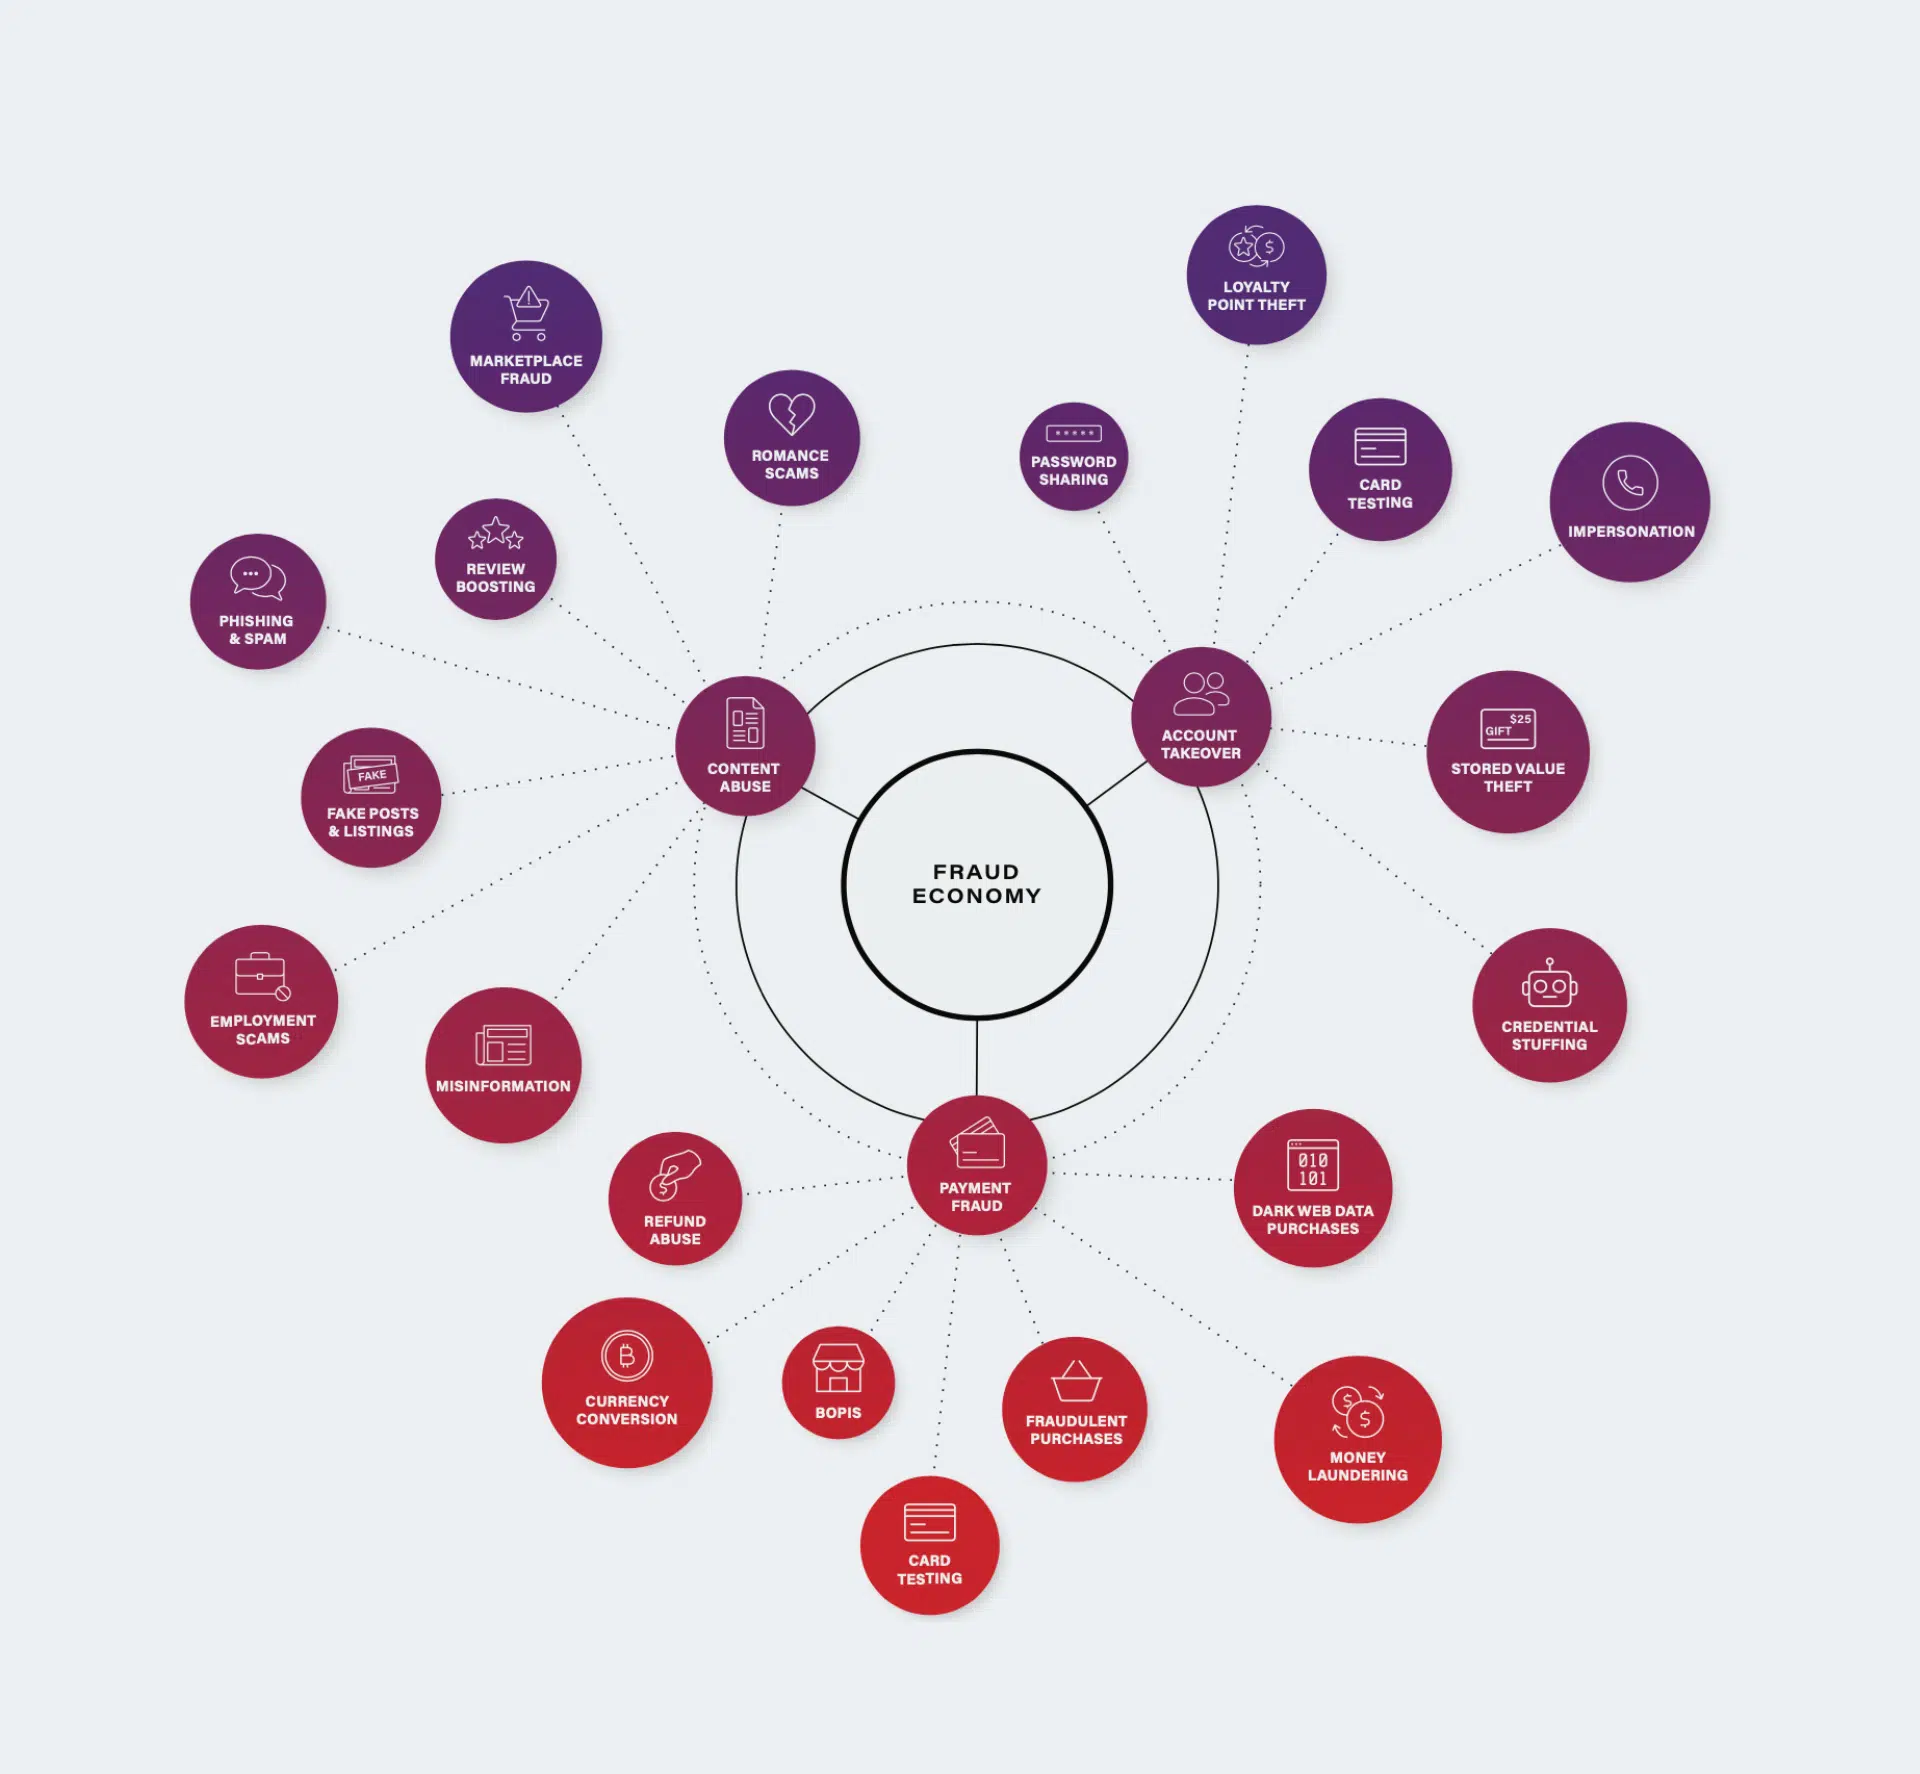 LOYALTY
POINT THEFT
MARKETPLACE
FRAUD
ROMANCE
SCAMS
PASSWORD
SHARING
CARD
TESTING
IMPERSONATION
REVIEW
BOOSTING
PHISHING
& SPAM
CONTENT
ABUSE
ACCOUNT
TAKEOVER
$25
GIFT
STORED VALUE
THEFT
FAKE
FAKE POSTS
& LISTINGS
FRAUD
ECONOMY
EMPLOYMENT
SCAMS
MISINFORMATION
CREDENTIAL
STUFFING
REFUND
ABUSE
PAYMENT
FRAUD
010
101
DARK WEB DATA
PURCHASES
CURRENCY
CONVERSION
BOPIS
FRAUDULENT
PURCHASES
MONEY
LAUNDERING
CARD
TESTING